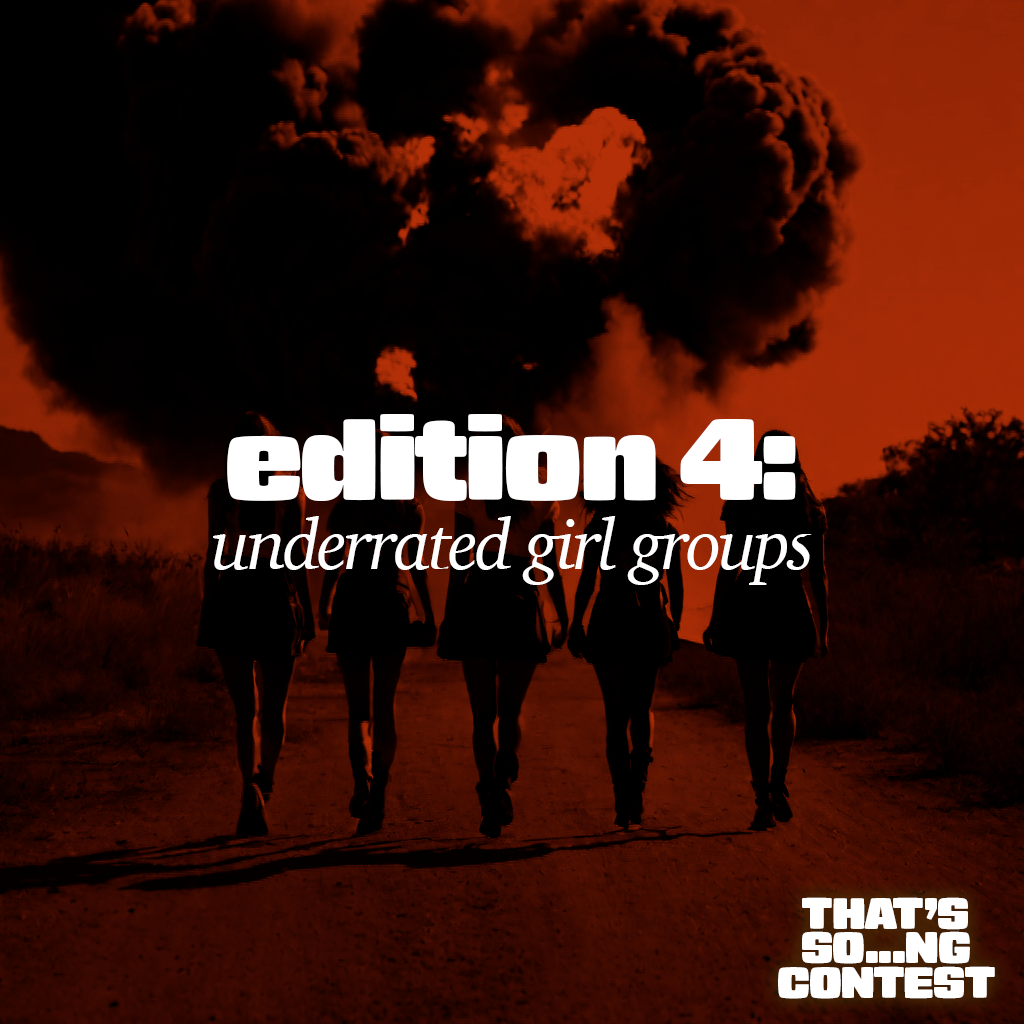 edition 4:
underrated girl groups
THAT'S
SO...NG
CONTEST